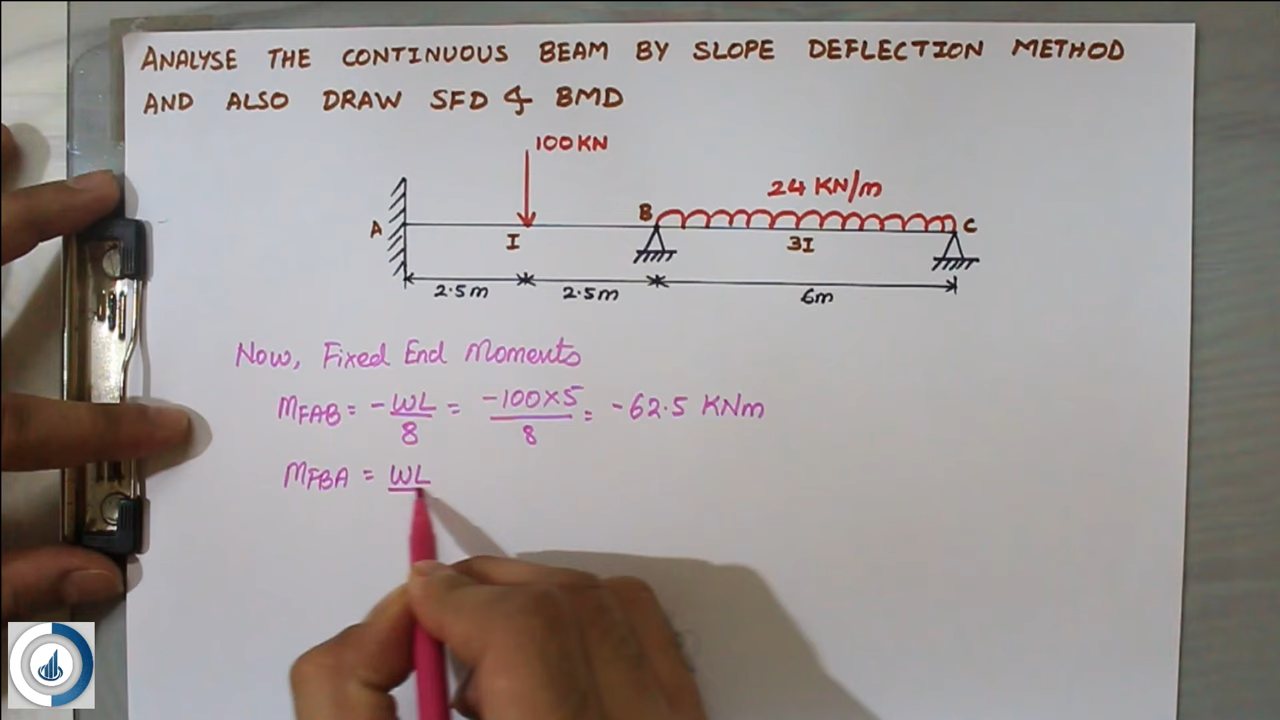 ANALYSE THE CONTINUOUS BEAM BY SLOPE DEFLECTION METHOD
AND ALSO DRAW SFD & BMD
100 KN
24 KN/m
A
B
C
I
3I
2.5m
2.5m
6m
Now, Fixed End Moments
MFAB = -WL/8 = -100×5/8 = -62.5 KNm
MFBA = WL